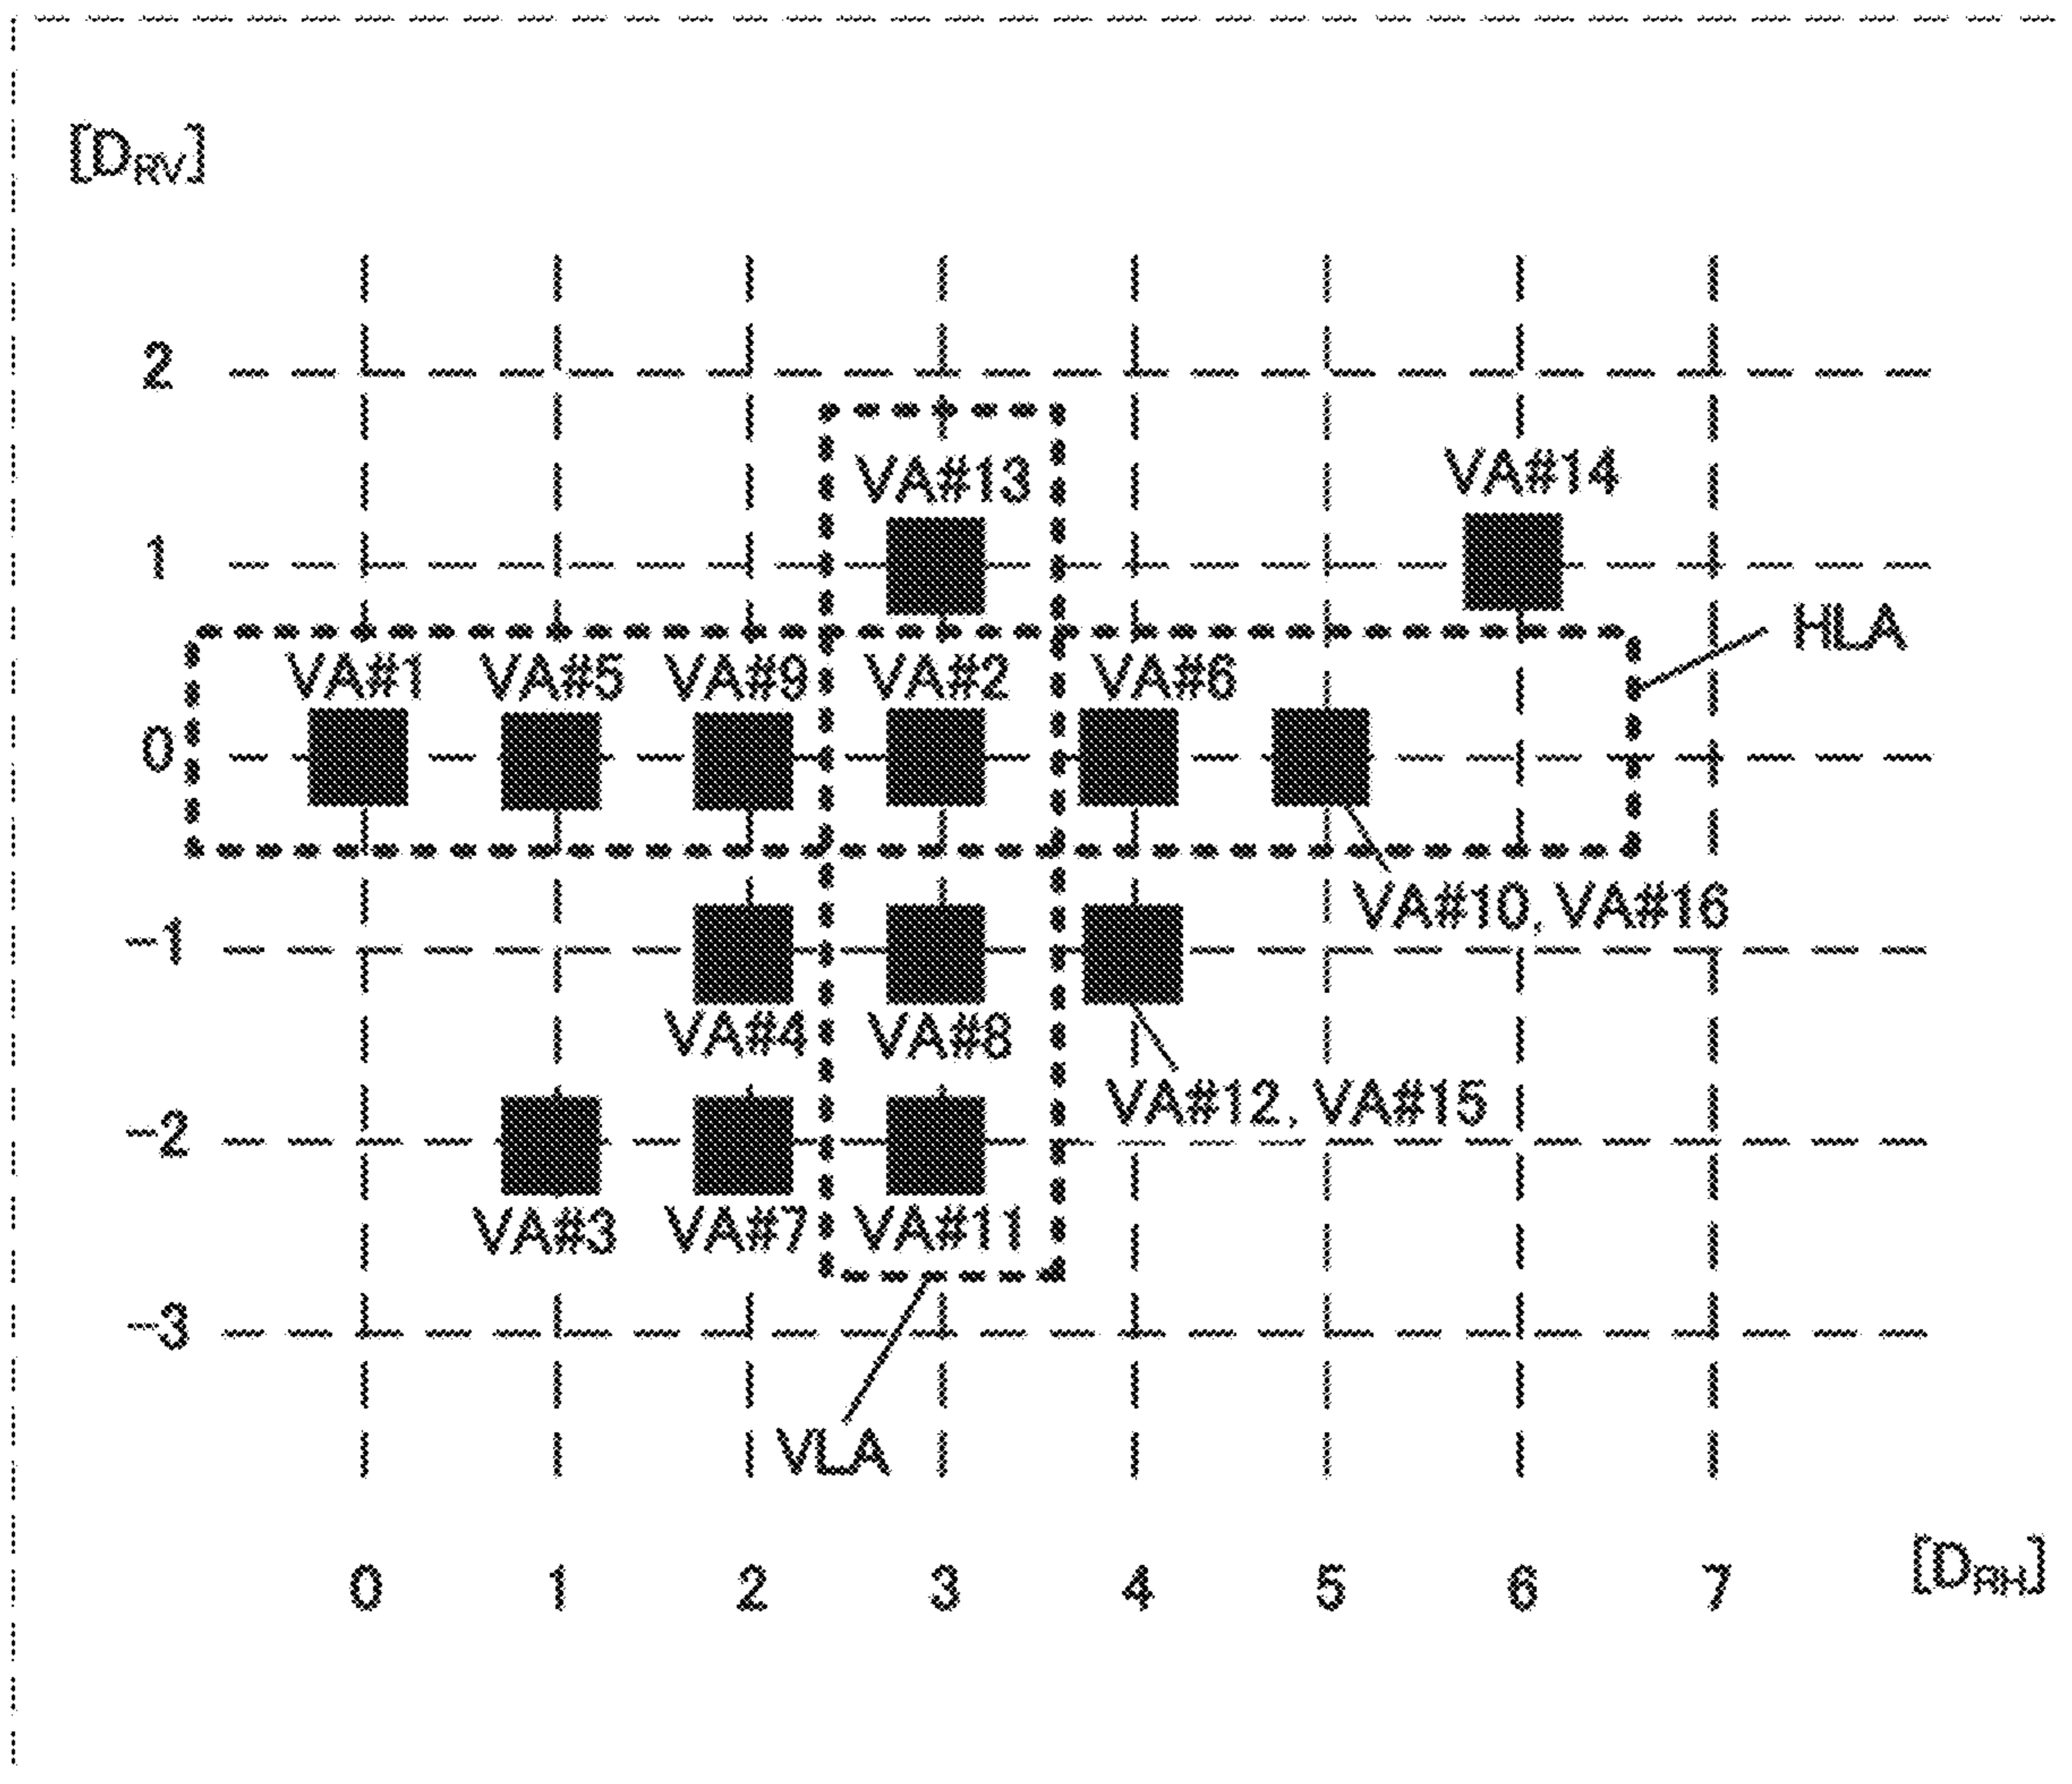 [DRV]
2
VA#13 VA#14
1
HLA
VA#1 VA#5 VA#9 VA#2 VA#6
0
VA#10, VA#16
-1
VA#4 VA#8
VA#12, VA#15
-2
VA#3 VA#7 VA#11
-3
VLA
0 1 2 3 4 5 6 7 [DRH]